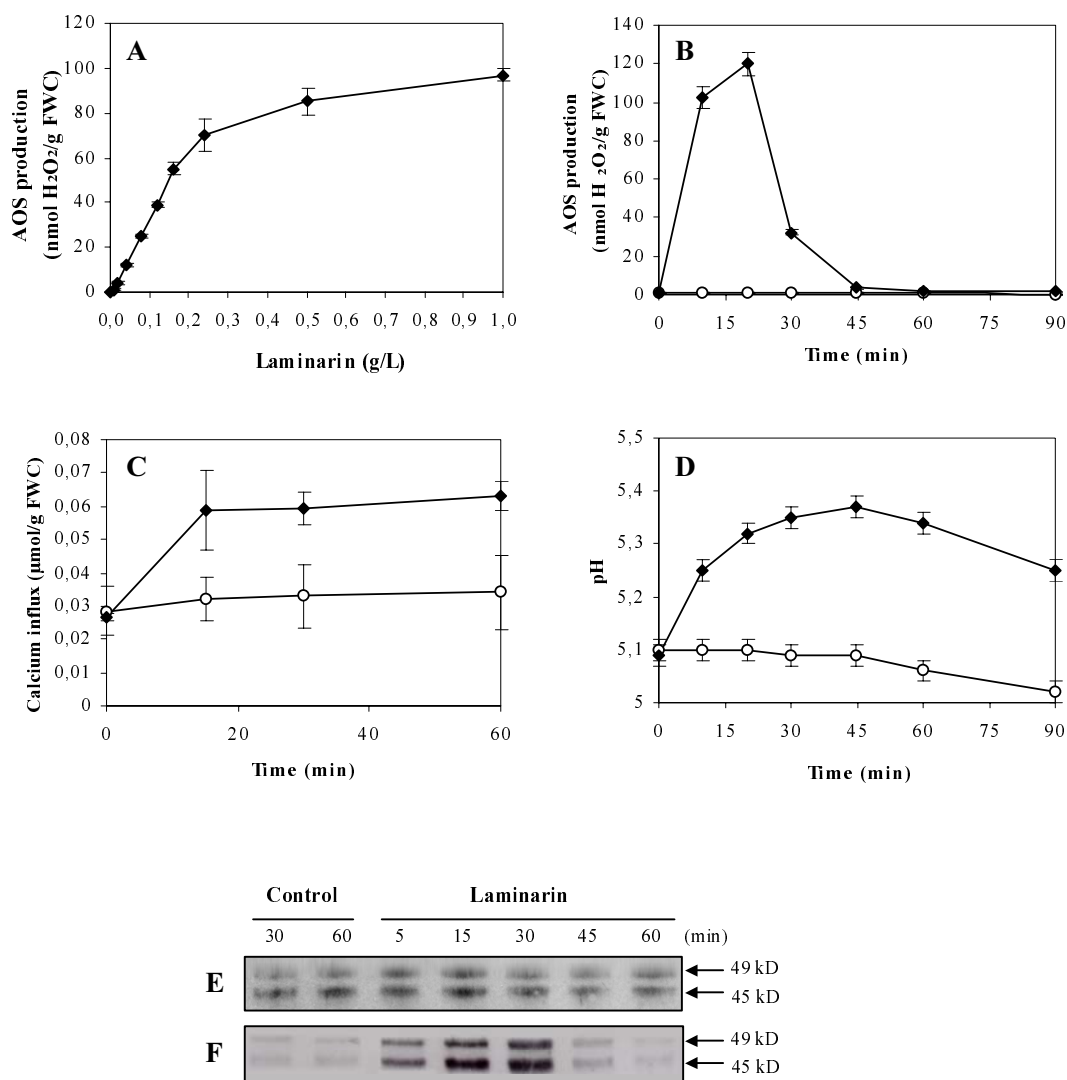 A
AOS production
(nmol H₂O₂/g FWC)
120
100
80
60
40
20
0
0,0 0,1 0,2 0,3 0,4 0,5 0,6 0,7 0,8 0,9 1,0
Laminarin (g/L)
B
AOS production
(nmol H ₂O₂/g FWC)
140
120
100
80
60
40
20
0
0 15 30 45 60 75 90
Time (min)
C
Calcium influx (µmol/g FWC)
0,08
0,07
0,06
0,05
0,04
0,03
0,02
0,01
0
0 20 40 60
Time (min)
D
pH
5,5
5,4
5,3
5,2
5,1
5
0 15 30 45 60 75 90
Time (min)
Control Laminarin
30 60 5 15 30 45 60 (min)
E 49 kD
45 kD
F 49 kD
45 kD